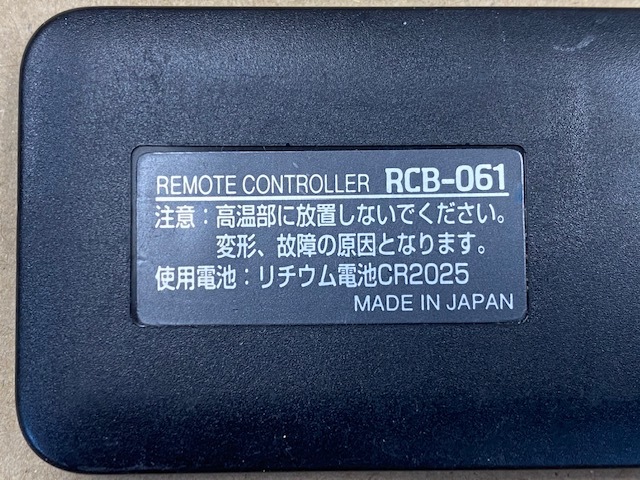 REMOTE CONTROLLER RCB-061
注意：高温部に放置しないでください。
変形、故障の原因となります。
使用電池：リチウム電池CR2025
MADE IN JAPAN